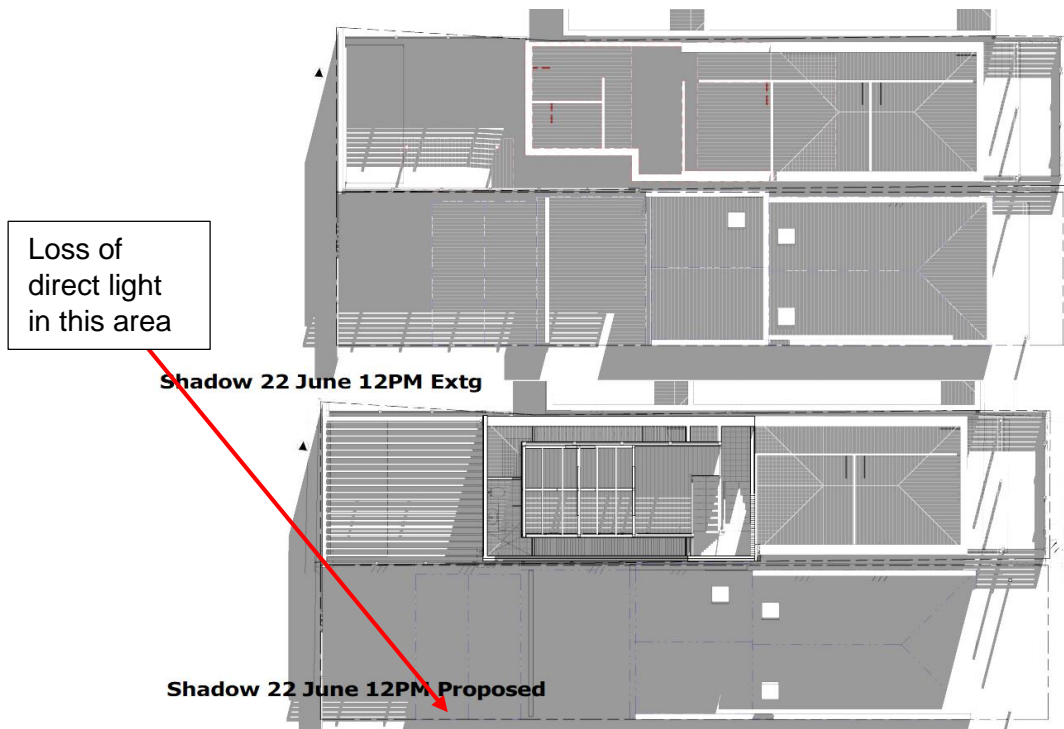 Loss of
direct light
in this area
Shadow 22 June 12PM Extg
Shadow 22 June 12PM Proposed